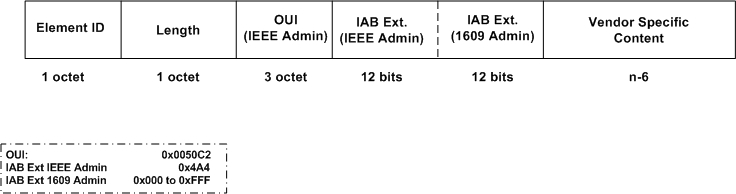 Element ID
Length
OUI
(IEEE Admin)
IAB Ext.
(IEEE Admin)
IAB Ext.
(1609 Admin)
Vendor Specific
Content
1 octet
1 octet
3 octet
12 bits
12 bits
n-6
OUI: 0x0050C2
IAB Ext IEEE Admin 0x4A4
IAB Ext 1609 Admin 0x000 to 0xFFF